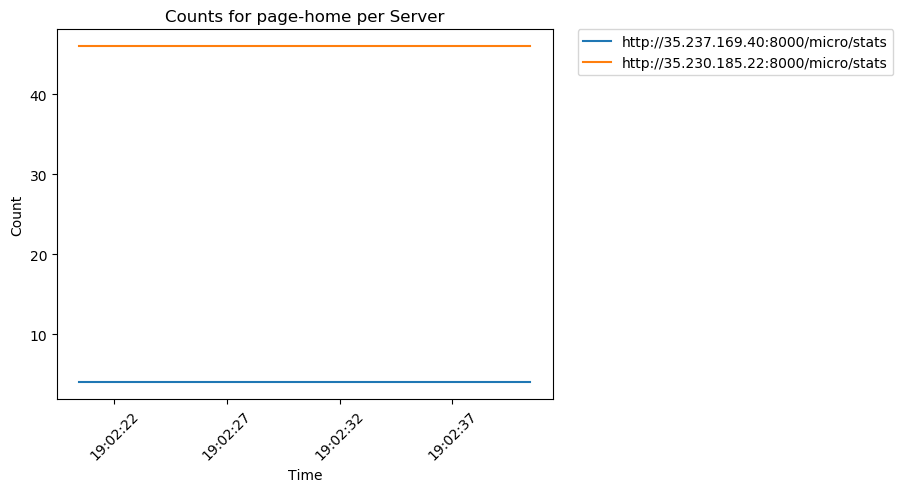 Counts for page-home per Server
http://35.237.169.40:8000/micro/stats
http://35.230.185.22:8000/micro/stats
Count
40
30
20
10
19:02:22
19:02:27
19:02:32
19:02:37
Time